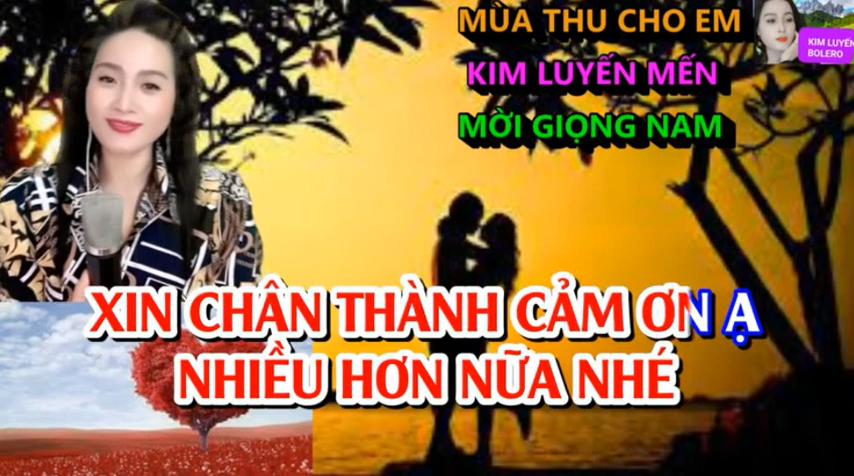 MÙA THU CHO EM
KIM LUYẾN MẾN
MỜI GIỌNG NAM
KIM LUYẾN
BOLERO
XIN CHÂN THÀNH CẢM ƠN Ạ
NHIỀU HƠN NỮA NHÉ